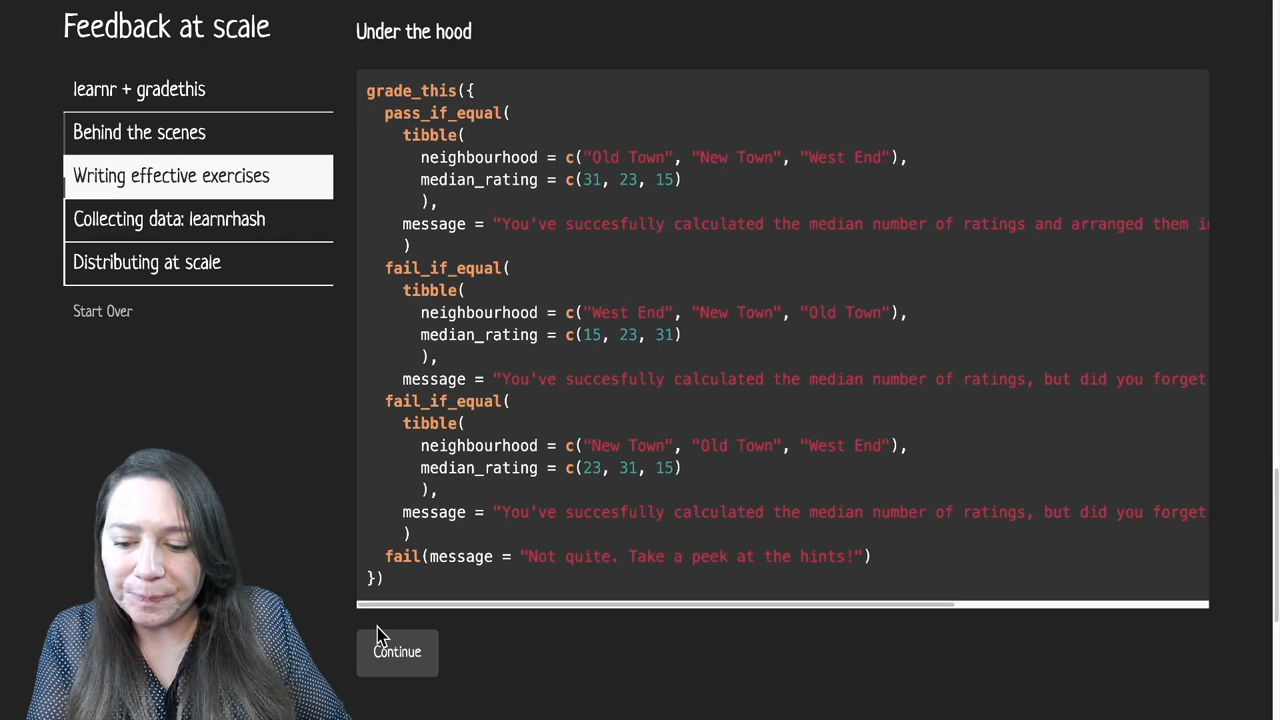 Feedback at scale
learnr + gradethis
Behind the scenes
Writing effective exercises
Collecting data: learnrhash
Distributing at scale
Start Over
Under the hood
grade_this({
pass_if_equal(
tibble(
neighbourhood = c("Old Town", "New Town", "West End"),
median_rating = c(31, 23, 15)
),
message = "You've succesfully calculated the median number of ratings and arranged them i
)
fail_if_equal(
tibble(
neighbourhood = c("West End", "New Town", "Old Town"),
median_rating = c(15, 23, 31)
),
message = "You've succesfully calculated the median number of ratings, but did you forget
fail_if_equal(
tibble(
neighbourhood = c("New Town", "Old Town", "West End"),
median_rating = c(23, 31, 15)
),
message = "You've succesfully calculated the median number of ratings, but did you forget
)
fail(message = "Not quite. Take a peek at the hints!")
})
Continue